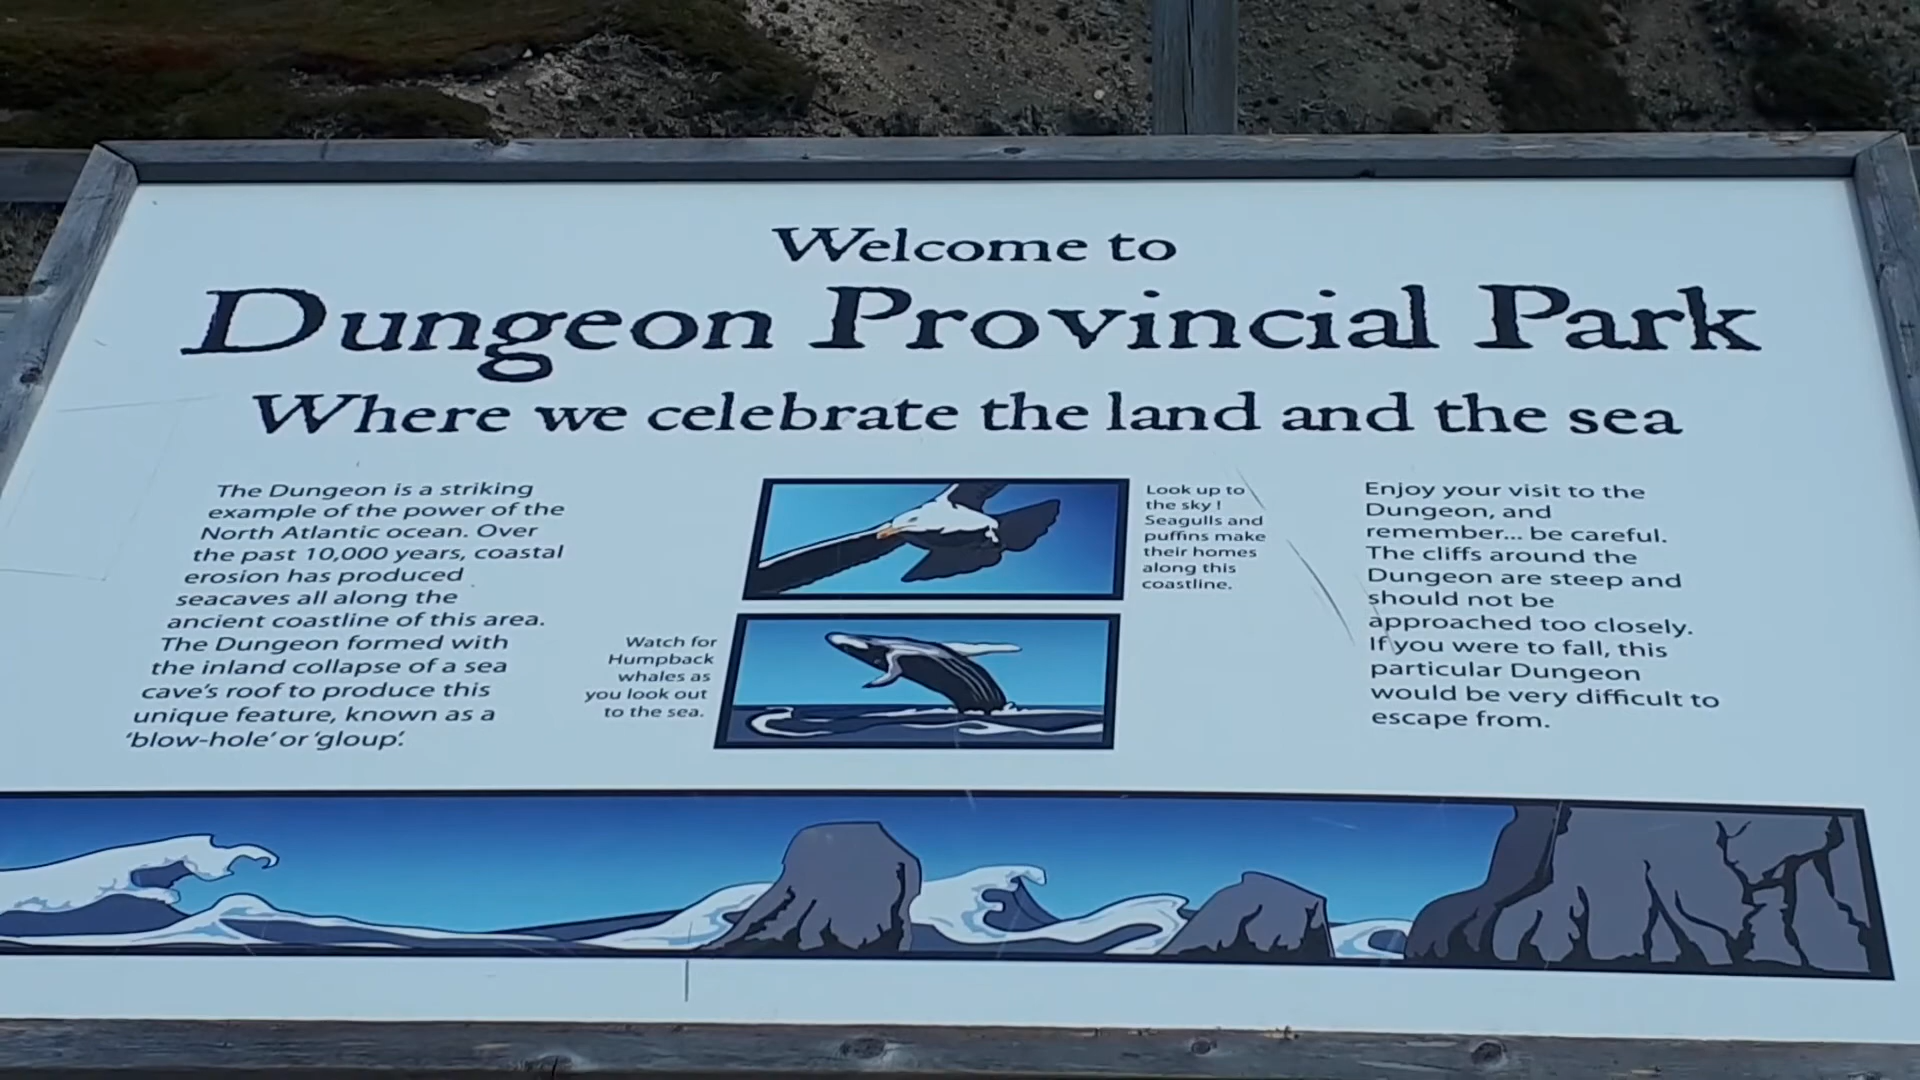 Welcome to
Dungeon Provincial Park
Where we celebrate the land and the sea
The Dungeon is a striking
example of the power of the
North Atlantic ocean. Over
the past 10,000 years, coastal
erosion has produced
seacaves all along the
ancient coastline of this area.
The Dungeon formed with
the inland collapse of a sea
cave's roof to produce this
unique feature, known as a
'blow-hole' or 'gloup'.
Look up to
the sky !
Seagulls and
puffins make
their homes
along this
coastline.
Watch for
Humpback
whales as
you look out
to the sea.
Enjoy your visit to the
Dungeon, and
remember... be careful.
The cliffs around the
Dungeon are steep and
should not be
approached too closely.
If you were to fall, this
particular Dungeon
would be very difficult to
escape from.